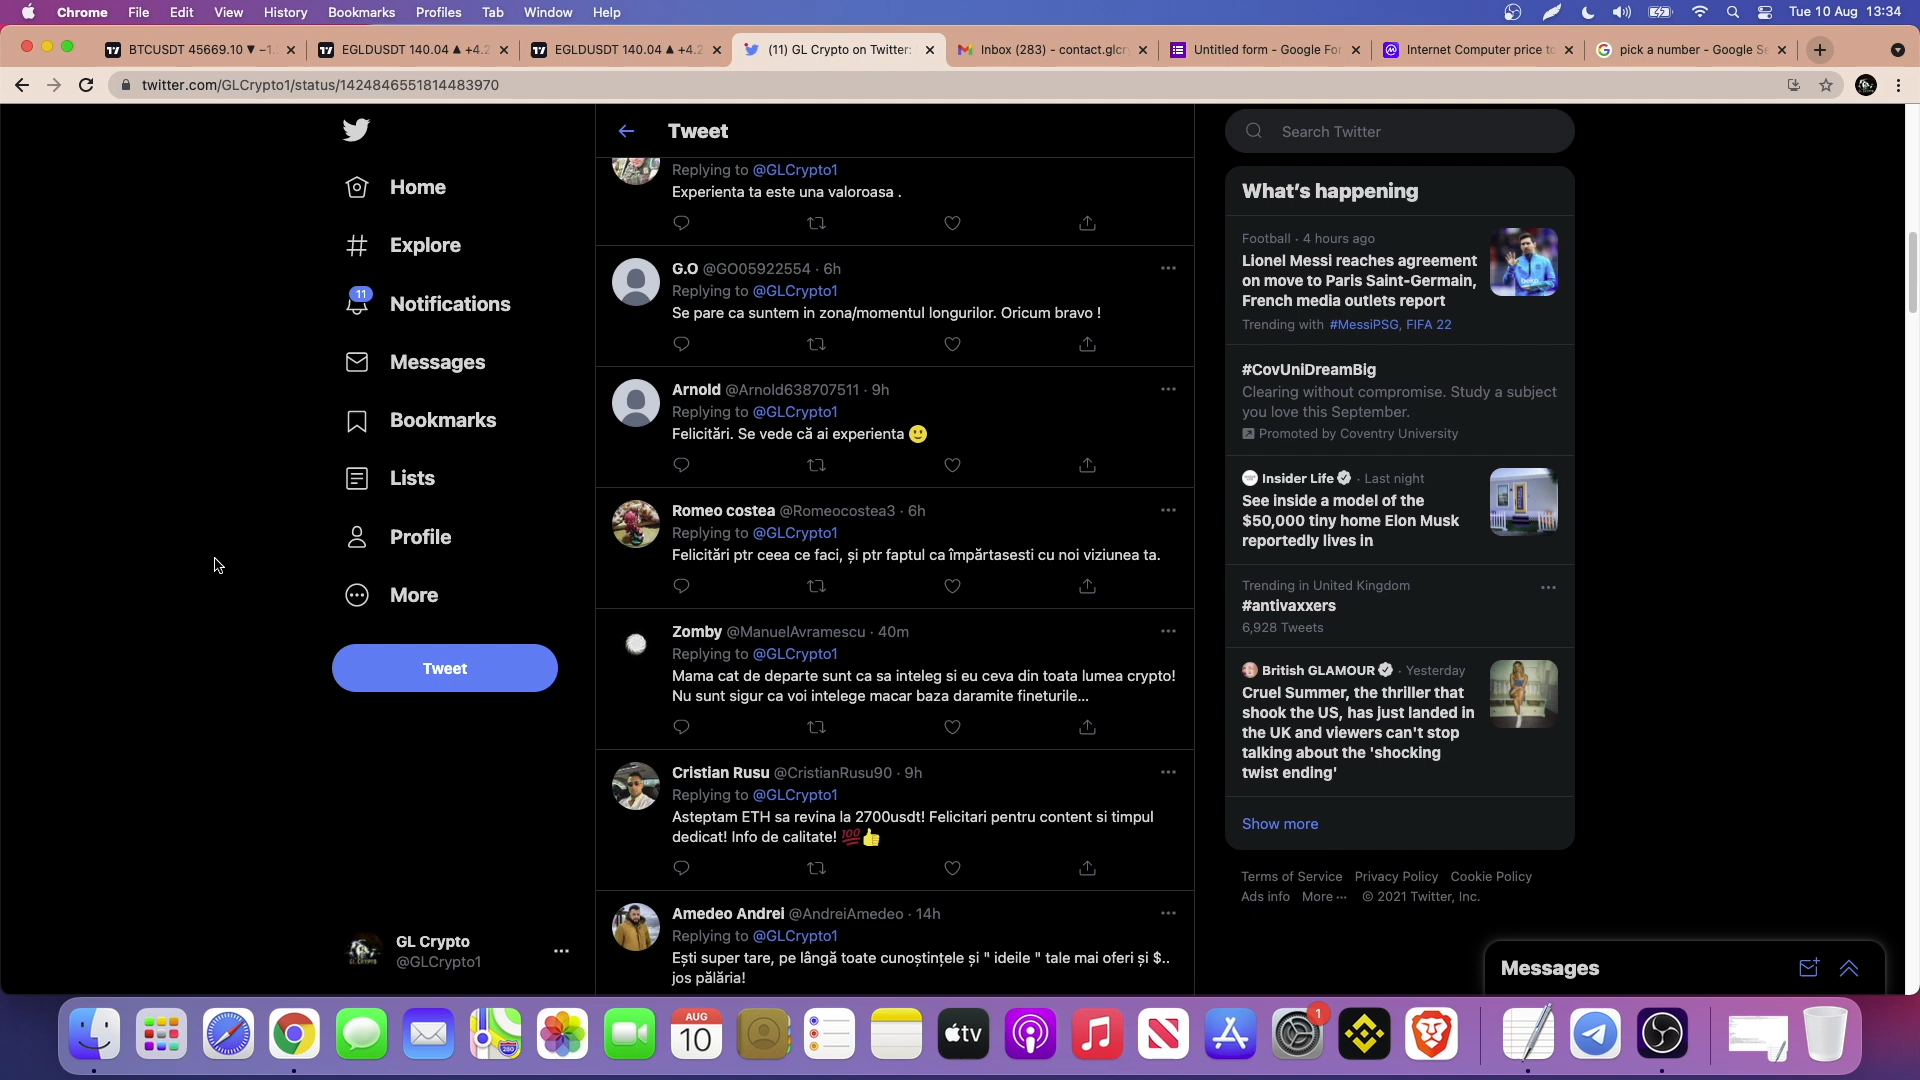 Chrome File Edit View History Bookmarks Profiles Tab Window Help Tue 10 Aug 13:34
BTCUSDT 45669.10 ▼ −1. EGLDUSDT 140.04 ▲ +4.2 EGLDUSDT 140.04 ▲ +4.2 (11) GL Crypto on Twitter: Inbox (283) - contact.glcry Untitled form - Google For Internet Computer price to pick a number - Google Se
twitter.com/GLCrypto1/status/1424846551814483970
Home
Explore
11
Notifications
Messages
Bookmarks
Lists
Profile
More
Tweet
GL Crypto
@GLCrypto1
Tweet
Replying to @GLCrypto1
Experienta ta este una valoroasa .
G.O @GO05922554 · 6h
Replying to @GLCrypto1
Se pare ca suntem in zona/momentul longurilor. Oricum bravo !
Arnold @Arnold638707511 · 9h
Replying to @GLCrypto1
Felicitări. Se vede că ai experienta 🙂
Romeo costea @Romeocostea3 · 6h
Replying to @GLCrypto1
Felicitări ptr ceea ce faci, și ptr faptul ca împărtasesti cu noi viziunea ta.
Zomby @ManuelAvramescu · 40m
Replying to @GLCrypto1
Mama cat de departe sunt ca sa inteleg si eu ceva din toata lumea crypto!
Nu sunt sigur ca voi intelege macar baza daramite fineturile...
Cristian Rusu @CristianRusu90 · 9h
Replying to @GLCrypto1
Asteptam ETH sa revina la 2700usdt! Felicitari pentru content si timpul
dedicat! Info de calitate! 💯👍
Amedeo Andrei @AndreiAmedeo · 14h
Replying to @GLCrypto1
Ești super tare, pe lângă toate cunoștințele și " ideile " tale mai oferi și $..
jos pălăria!
Search Twitter
What's happening
Football · 4 hours ago
Lionel Messi reaches agreement
on move to Paris Saint-Germain,
French media outlets report
Trending with #MessiPSG, FIFA 22
#CovUniDreamBig
Clearing without compromise. Study a subject
you love this September.
Promoted by Coventry University
Insider Life · Last night
See inside a model of the
$50,000 tiny home Elon Musk
reportedly lives in
Trending in United Kingdom
#antivaxxers
6,928 Tweets
British GLAMOUR · Yesterday
Cruel Summer, the thriller that
shook the US, has just landed in
the UK and viewers can't stop
talking about the 'shocking
twist ending'
Show more
Terms of Service Privacy Policy Cookie Policy
Ads info More ··· © 2021 Twitter, Inc.
Messages
AUG
10
tv
1